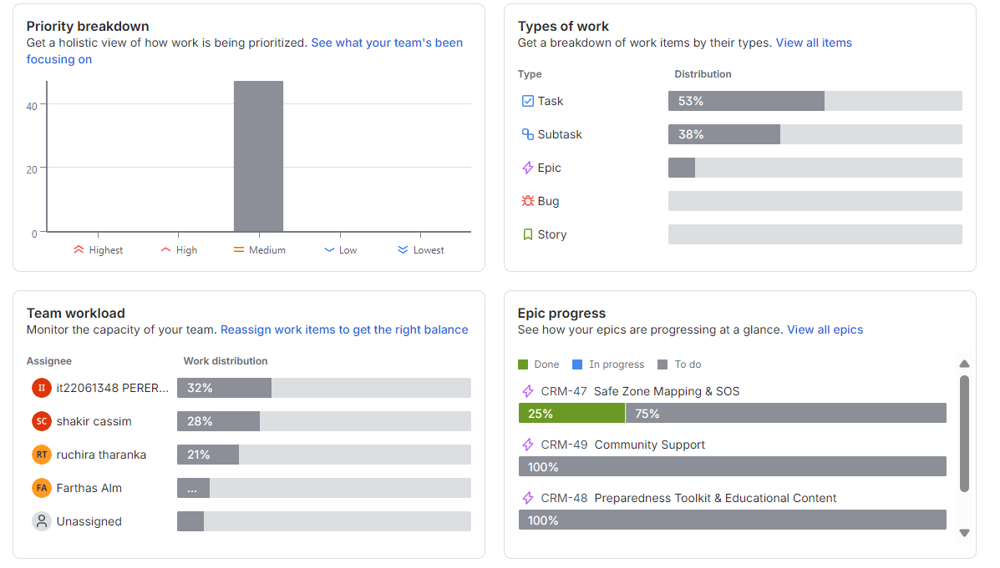 Priority breakdown
Get a holistic view of how work is being prioritized. See what your team's been
focusing on
40
20
0
Highest
High
Medium
Low
Lowest
Types of work
Get a breakdown of work items by their types. View all items
Type Distribution
Task 53%
Subtask 38%
Epic
Bug
Story
Team workload
Monitor the capacity of your team. Reassign work items to get the right balance
Assignee Work distribution
II it22061348 PERER... 32%
SC shakir cassim 28%
RT ruchira tharanka 21%
FA Farthas Alm ...
Unassigned
Epic progress
See how your epics are progressing at a glance. View all epics
Done In progress To do
CRM-47 Safe Zone Mapping & SOS
25% 75%
CRM-49 Community Support
100%
CRM-48 Preparedness Toolkit & Educational Content
100%